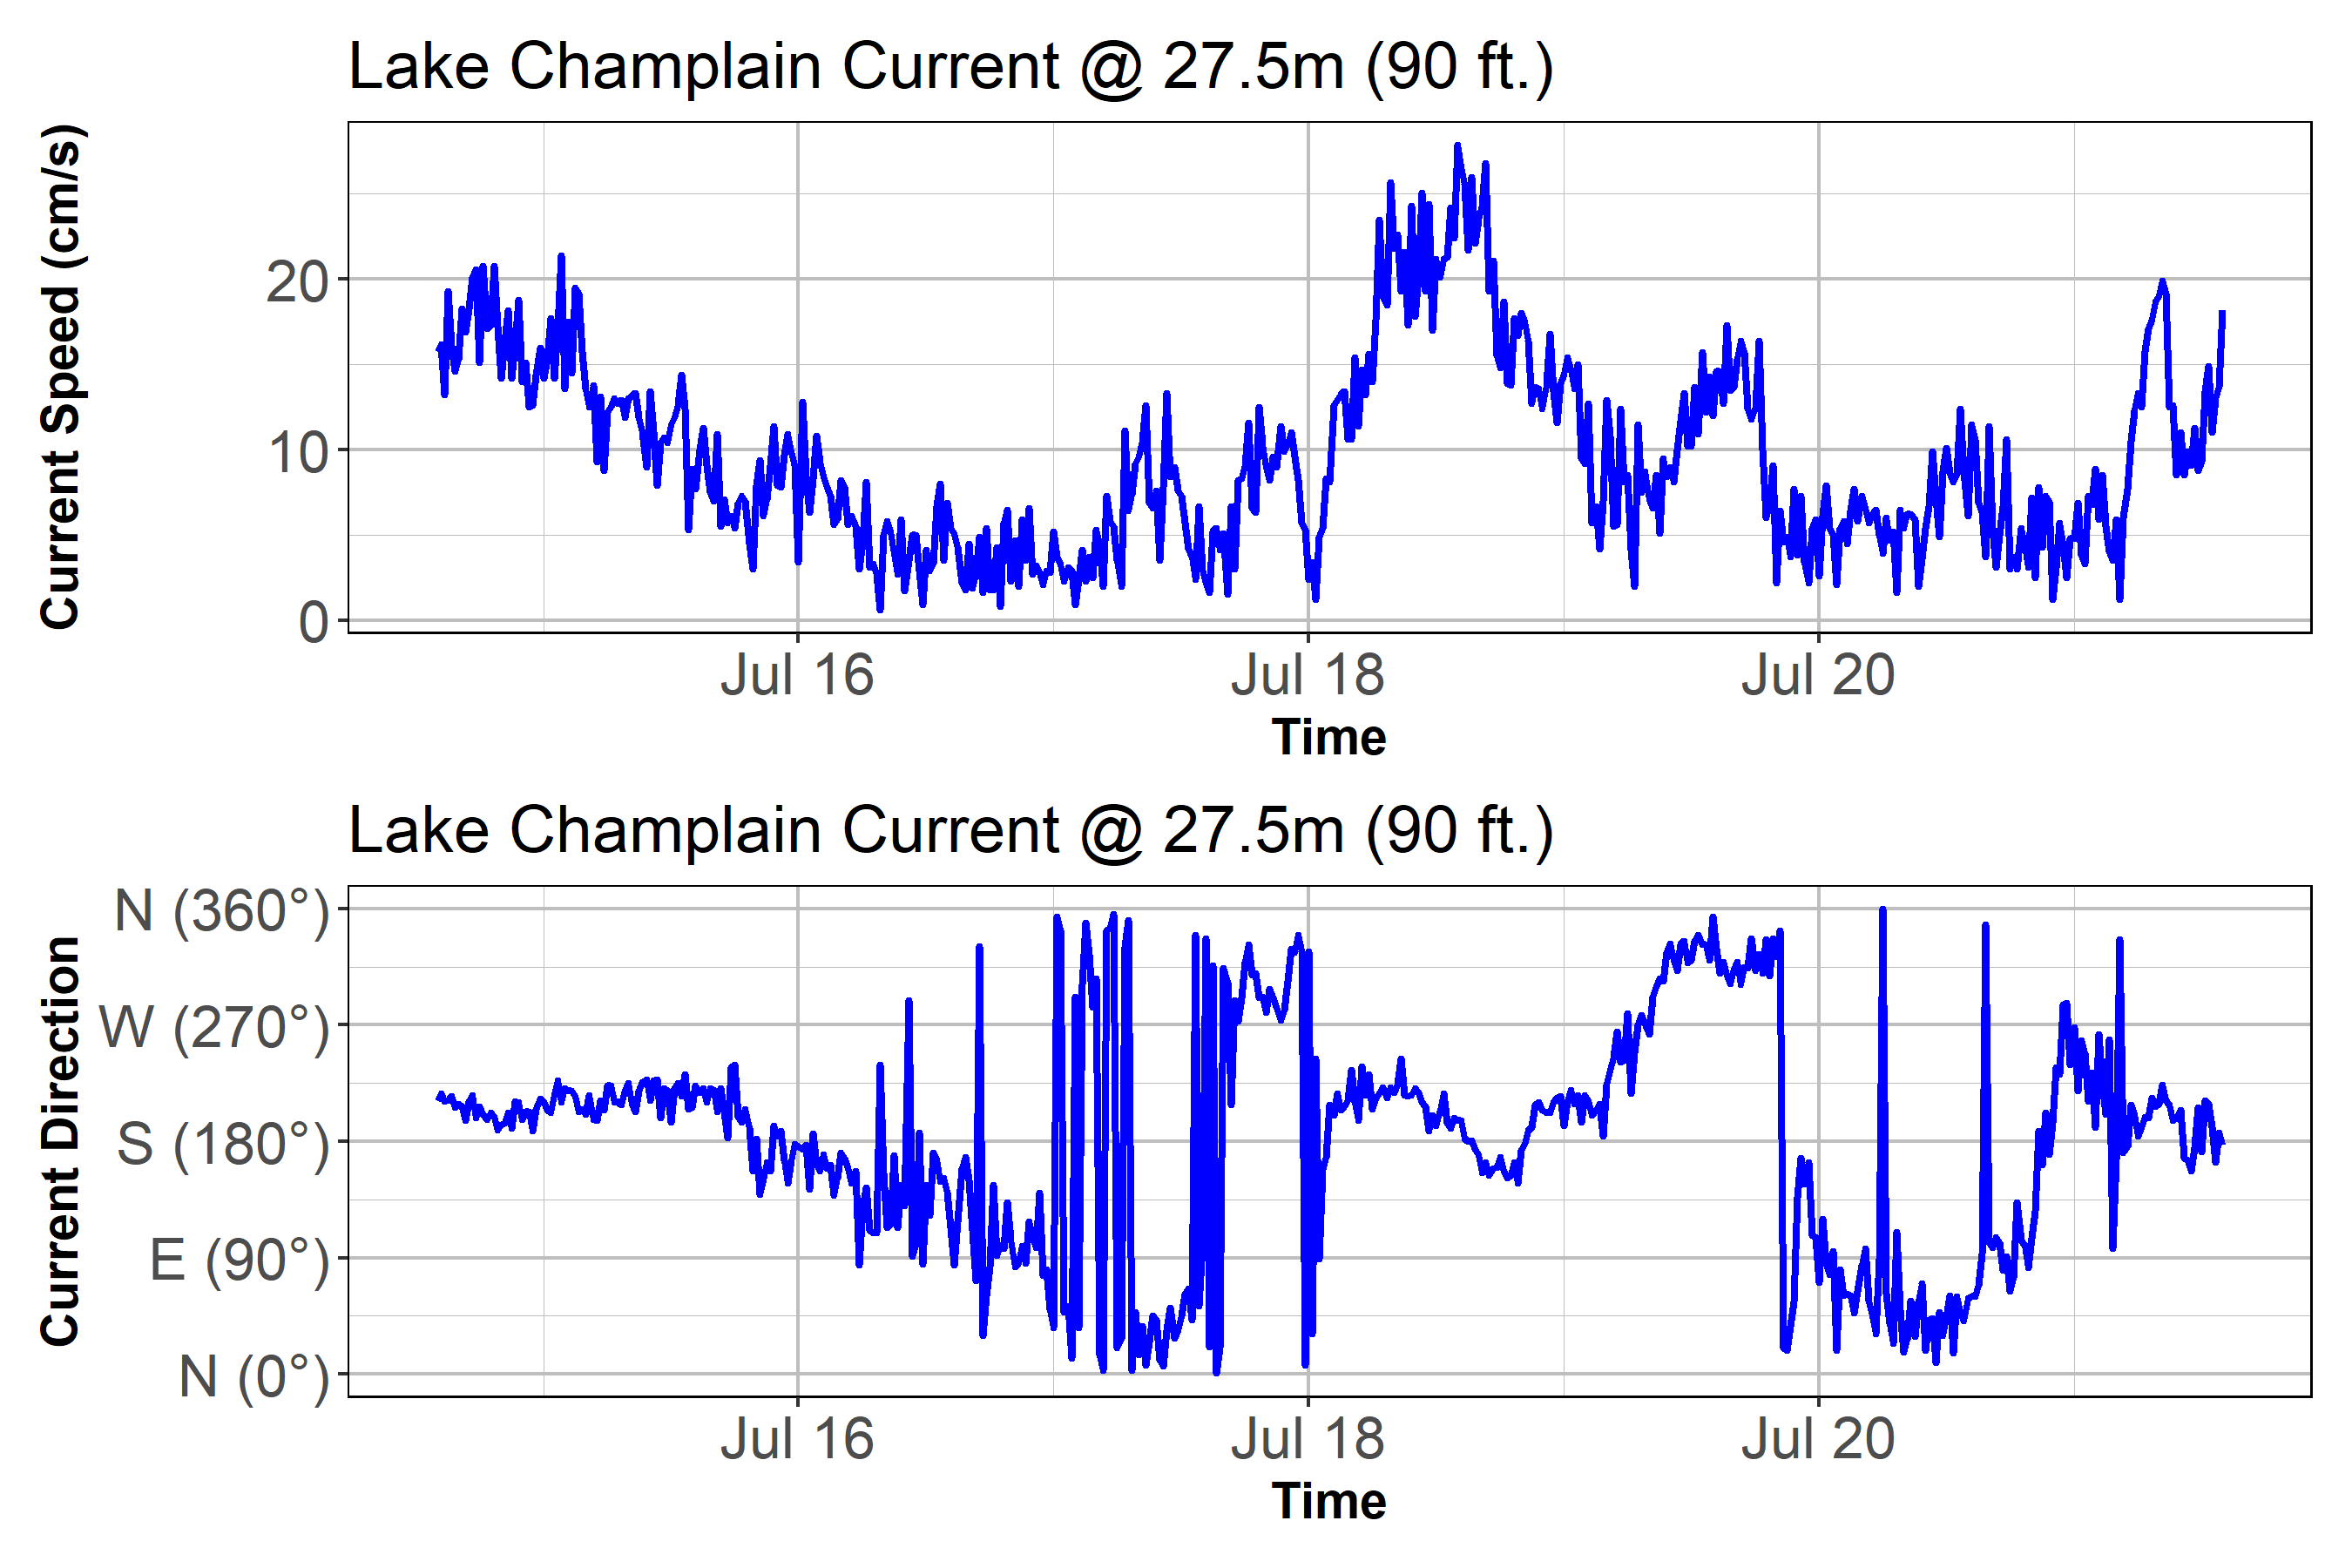 Lake Champlain Current @ 27.5m (90 ft.)
Current Speed (cm/s)
20
10
0
Jul 16
Jul 18
Jul 20
Time
Lake Champlain Current @ 27.5m (90 ft.)
Current Direction
N (360°)
W (270°)
S (180°)
E (90°)
N (0°)
Jul 16
Jul 18
Jul 20
Time